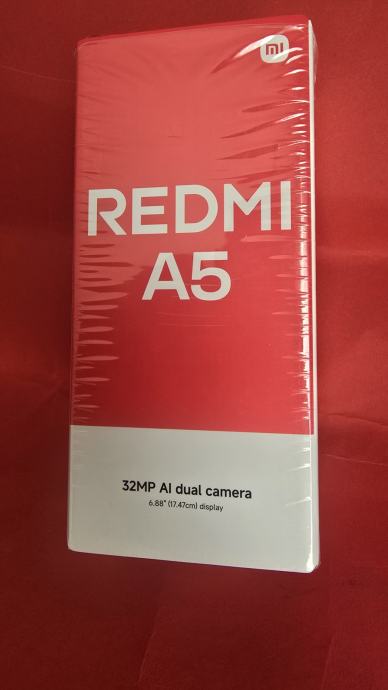 mi
REDMI
A5
32MP AI dual camera
6.88" (17.47cm) display